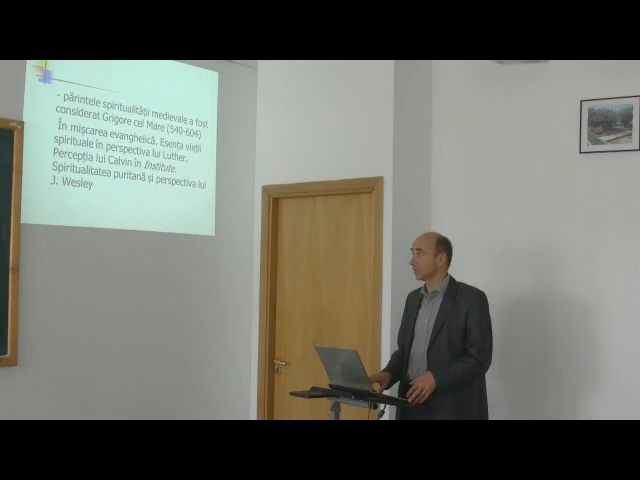 - părintele spiritualității medievale a fost
considerat Grigore cel Mare (540-604)
În mișcarea evanghelică. Esența vieții
spirituale în perspectiva lui Luther.
Percepția lui Calvin în Institute.
Spiritualitatea puritană și perspectiva lui
J. Wesley